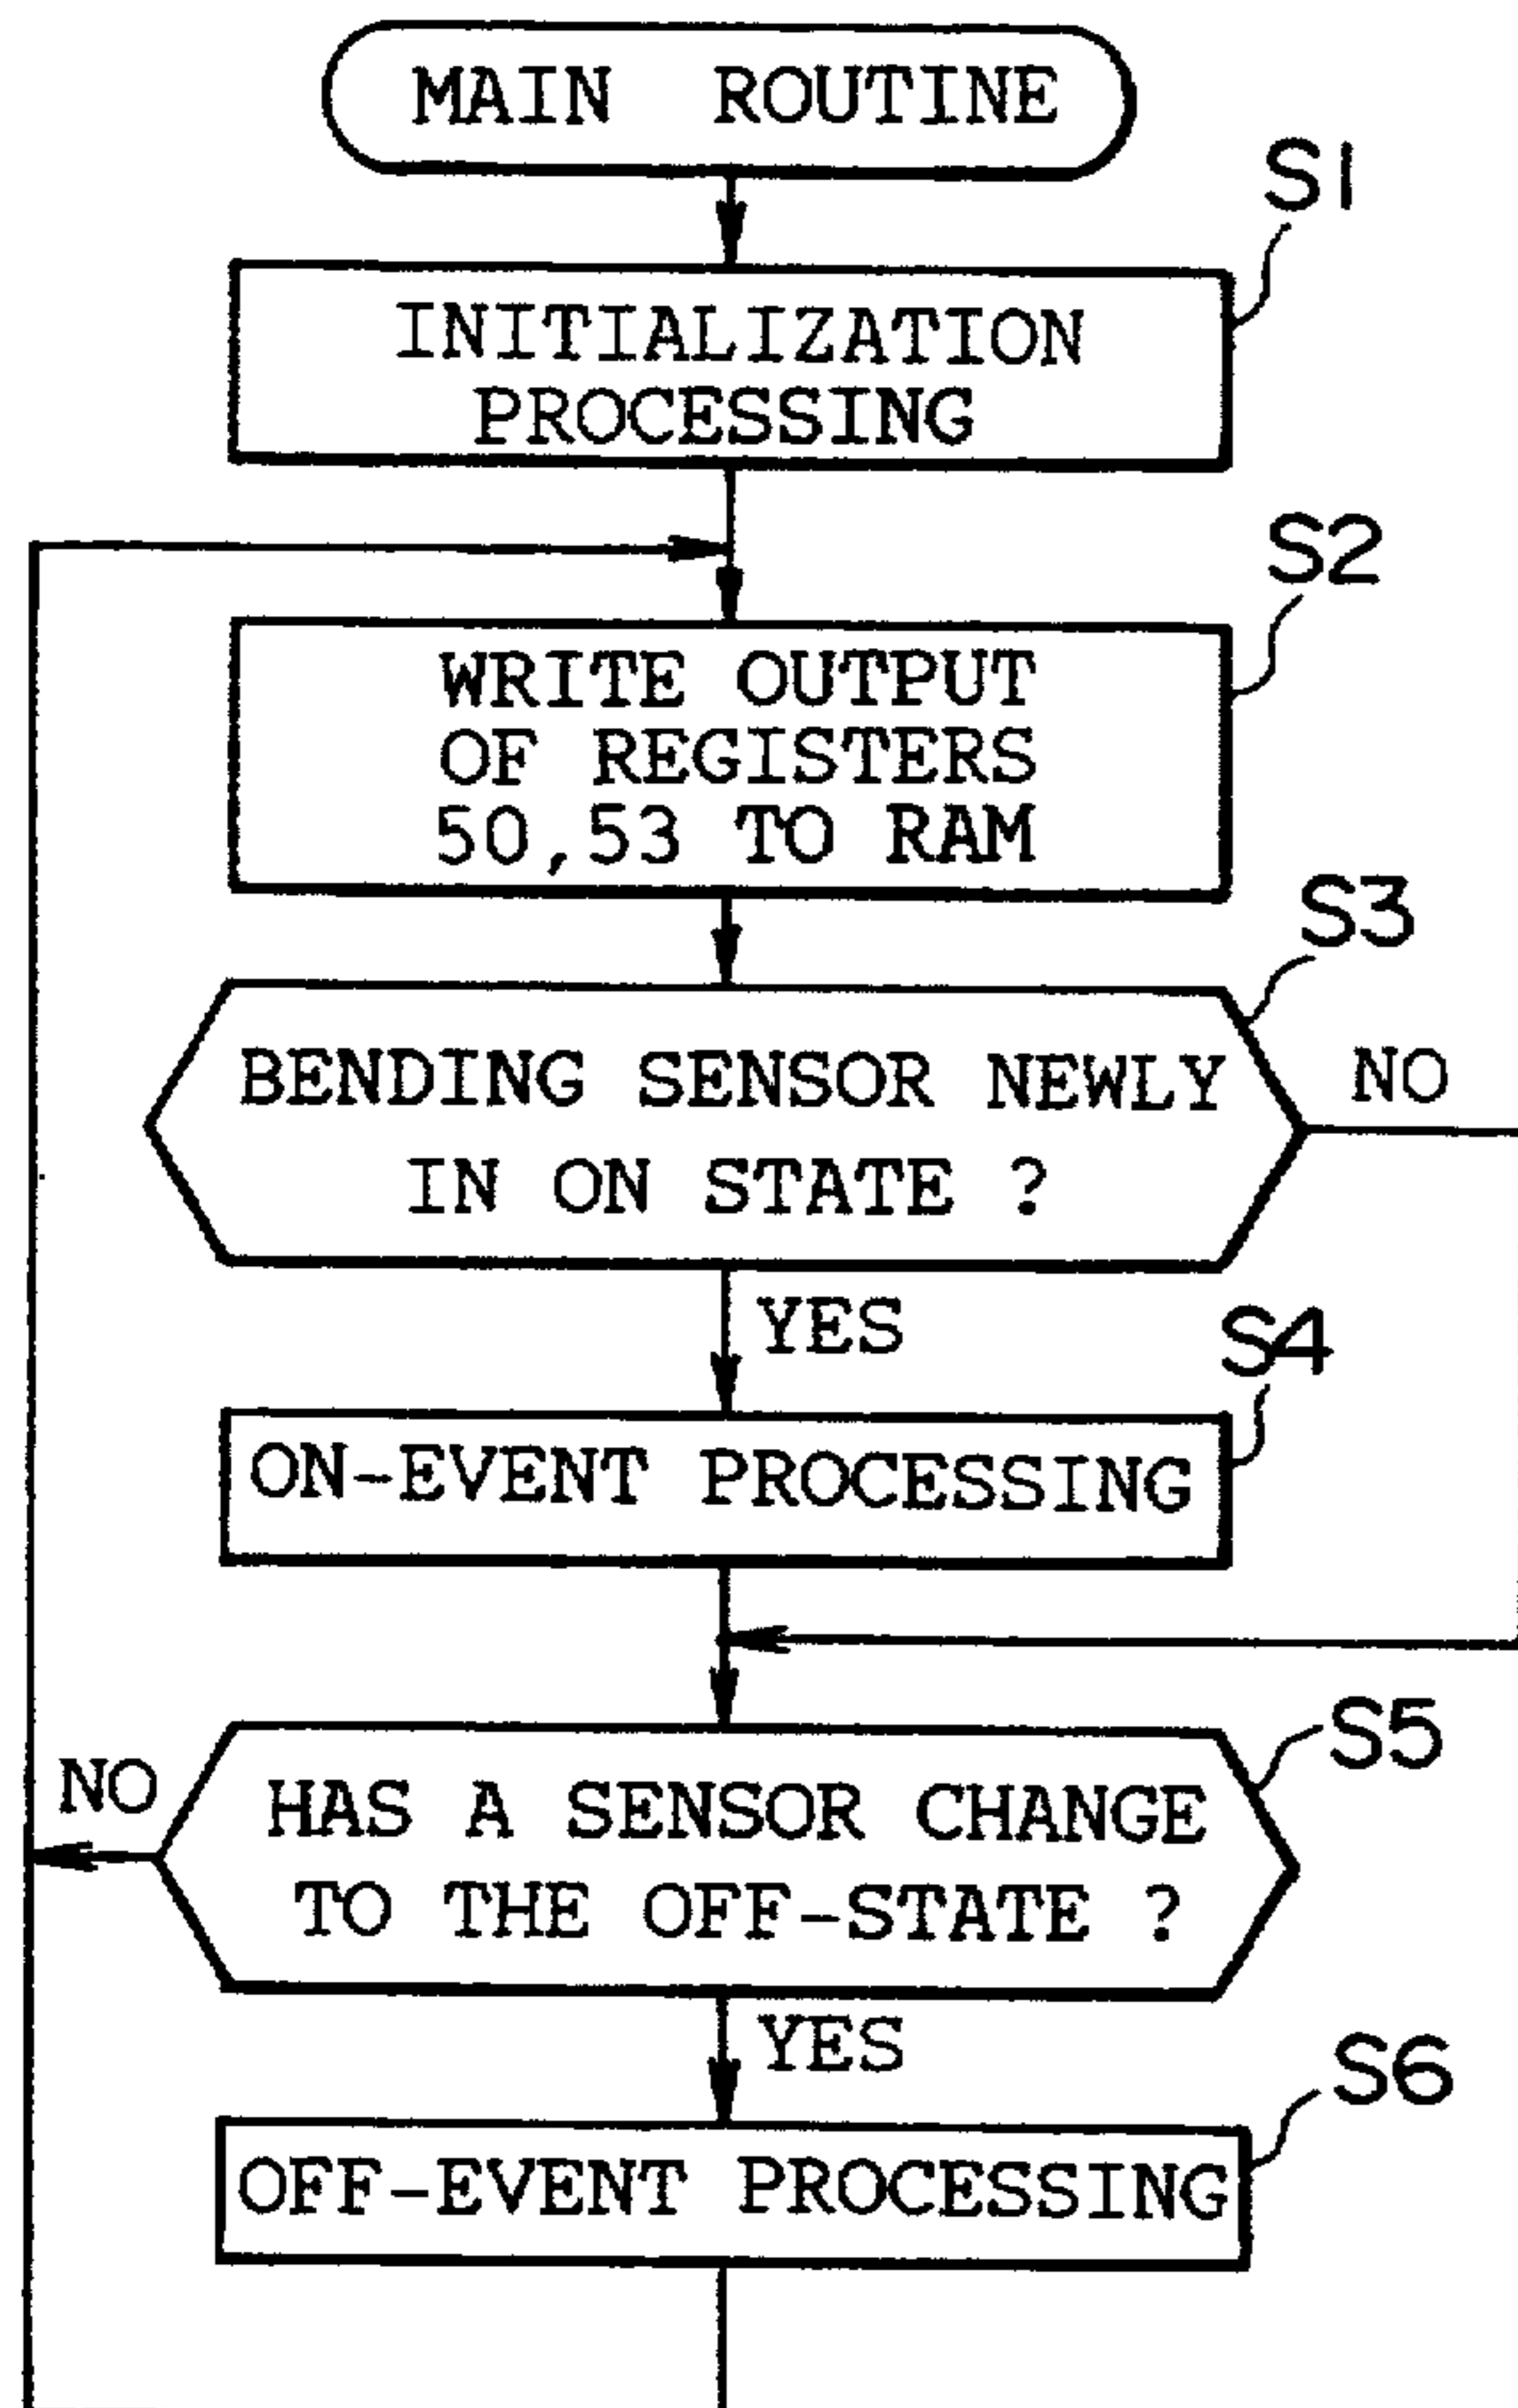 MAIN ROUTINE
S1
INITIALIZATION
PROCESSING
S2
WRITE OUTPUT
OF REGISTERS
50,53 TO RAM
S3
BENDING SENSOR NEWLY
IN ON STATE ?
NO
YES
S4
ON-EVENT PROCESSING
S5
NO
HAS A SENSOR CHANGE
TO THE OFF-STATE ?
YES
S6
OFF-EVENT PROCESSING